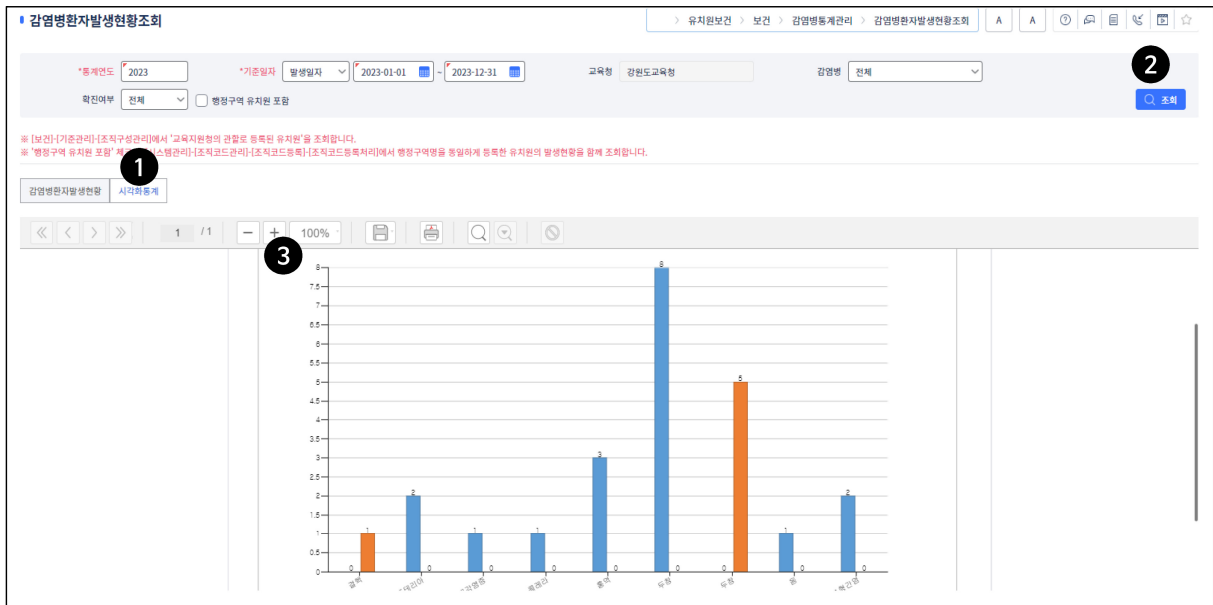 감염병환자발생현황조회
> 유치원보건 > 보건 > 감염병통계관리 > 감염병환자발생현황조회
A A
*통계연도 2023 *기준일자 발생일자 2023-01-01 ~ 2023-12-31 교육청 강원도교육청 감염병 전체
2
확진여부 전체 행정구역 유치원 포함 조회
※ [보건]-[기준관리]-[조직구성관리]에서 '교육지원청의 관할로 등록된 유치원'을 조회합니다.
※ '행정구역 유치원 포함' 체크 스템관리]-[조직코드관리]-[조직코드등록]-[조직코드등록처리]에서 행정구역명을 동일하게 등록한 유치원의 발생현황을 함께 조회합니다.
1
감염병환자발생현황 시각화통계
1 / 1 100%
3
8
7.5
7
6.5
6
5.5
5
4.5
4
3.5
3
2.5
2
1.5
1
0.5
0
0 1 2 0 1 0 1 0 3 0 8 0 0 5 1 0 2 0
결핵 홍역 두창 두창